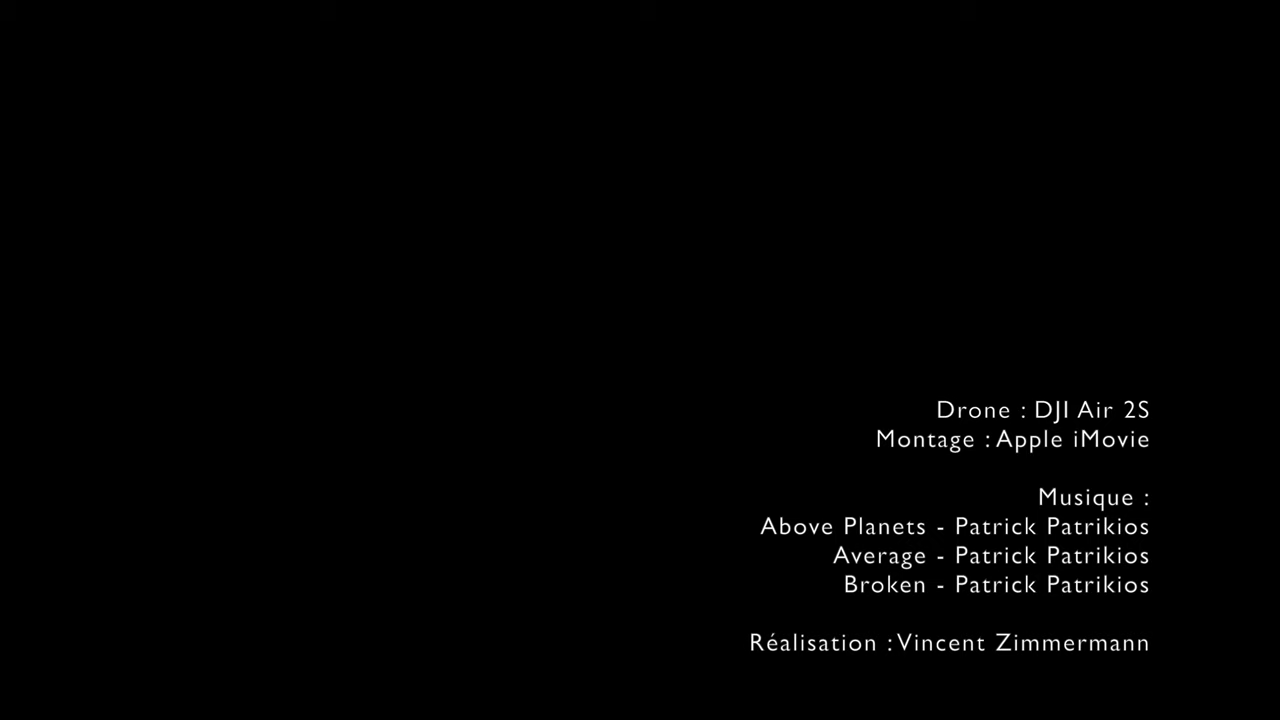 Drone : DJI Air 2S
Montage : Apple iMovie
Musique :
Above Planets - Patrick Patrikios
Average - Patrick Patrikios
Broken - Patrick Patrikios
Réalisation : Vincent Zimmermann